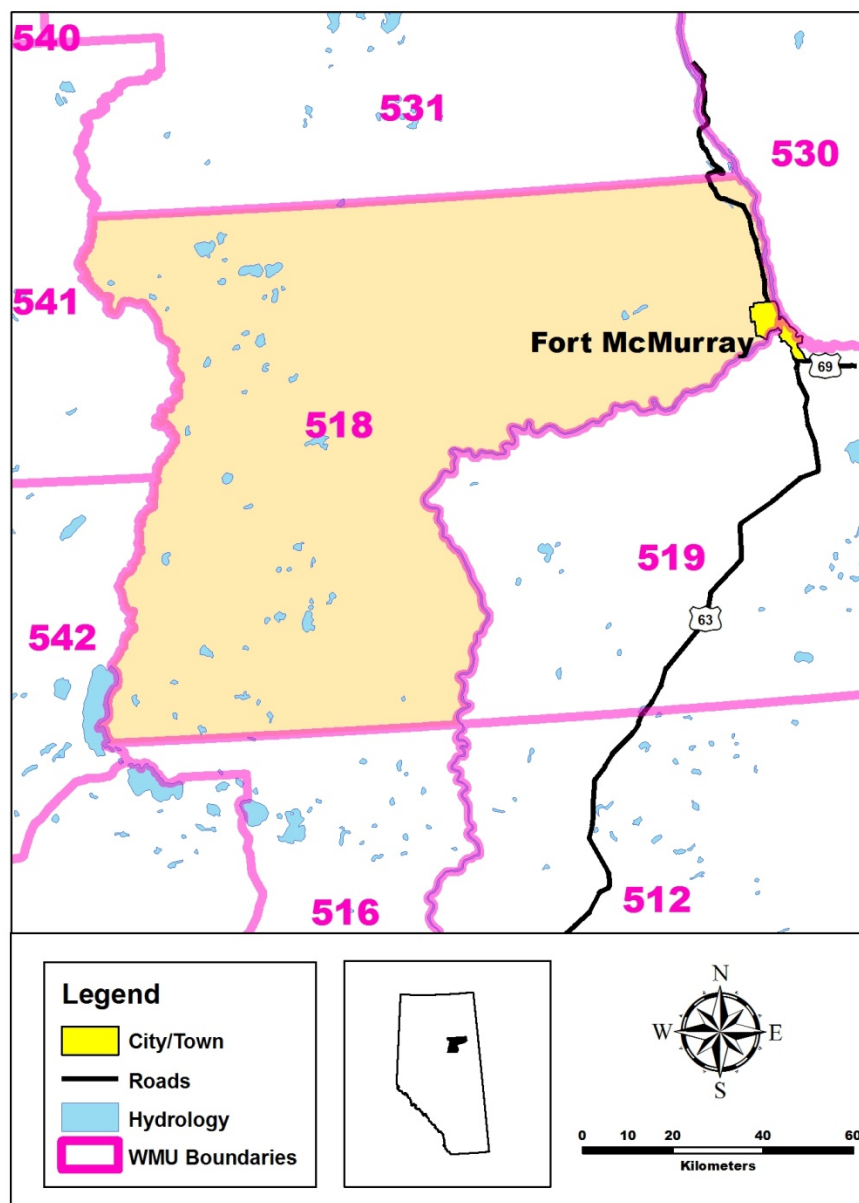 540
531
530
541
Fort McMurray
69
518
519
63
542
516
512
Legend
City/Town
Roads
Hydrology
WMU Boundaries
N
W E
S
0 10 20 40 60
Kilometers